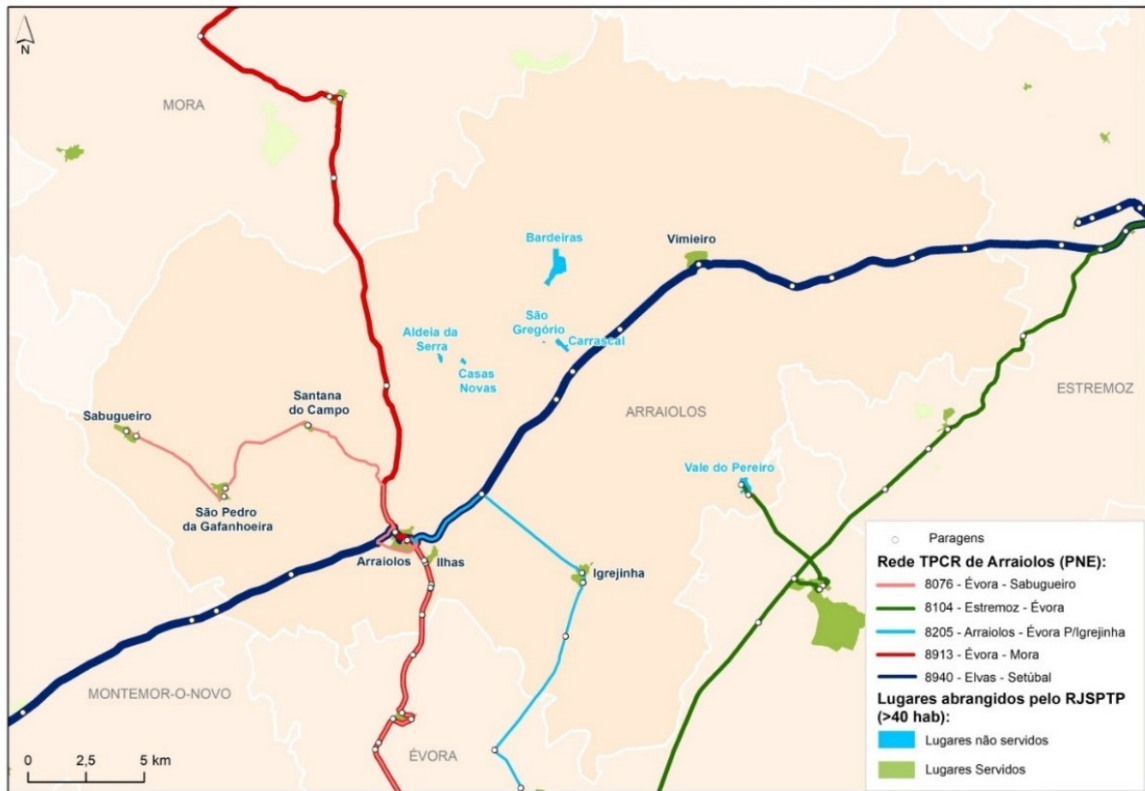 N
MORA
Bardeiras
Vimieiro
São
Gregório
Carrascal
Aldeia da
Serra
Casas
Novas
ESTREMOZ
Santana
do Campo
Sabugueiro
ARRAIOLOS
Vale do Pereiro
São Pedro
da Gafanhoeira
Arraiolos
Ilhas
Igrejinha
MONTEMOR-O-NOVO
ÉVORA
0 2,5 5 km
Paragens
Rede TPCR de Arraiolos (PNE):
8076 - Évora - Sabugueiro
8104 - Estremoz - Évora
8205 - Arraiolos - Évora P/Igrejinha
8913 - Évora - Mora
8940 - Elvas - Setúbal
Lugares abrangidos pelo RJSPTP
(>40 hab):
Lugares não servidos
Lugares Servidos